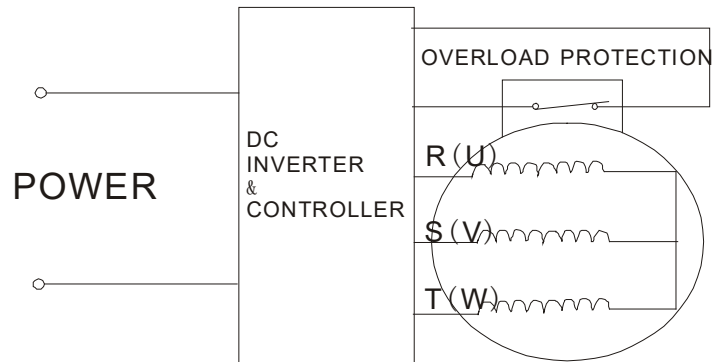 OVERLOAD PROTECTION
DC
INVERTER
&
CONTROLLER
POWER
R(U)
S(V)
T(W)